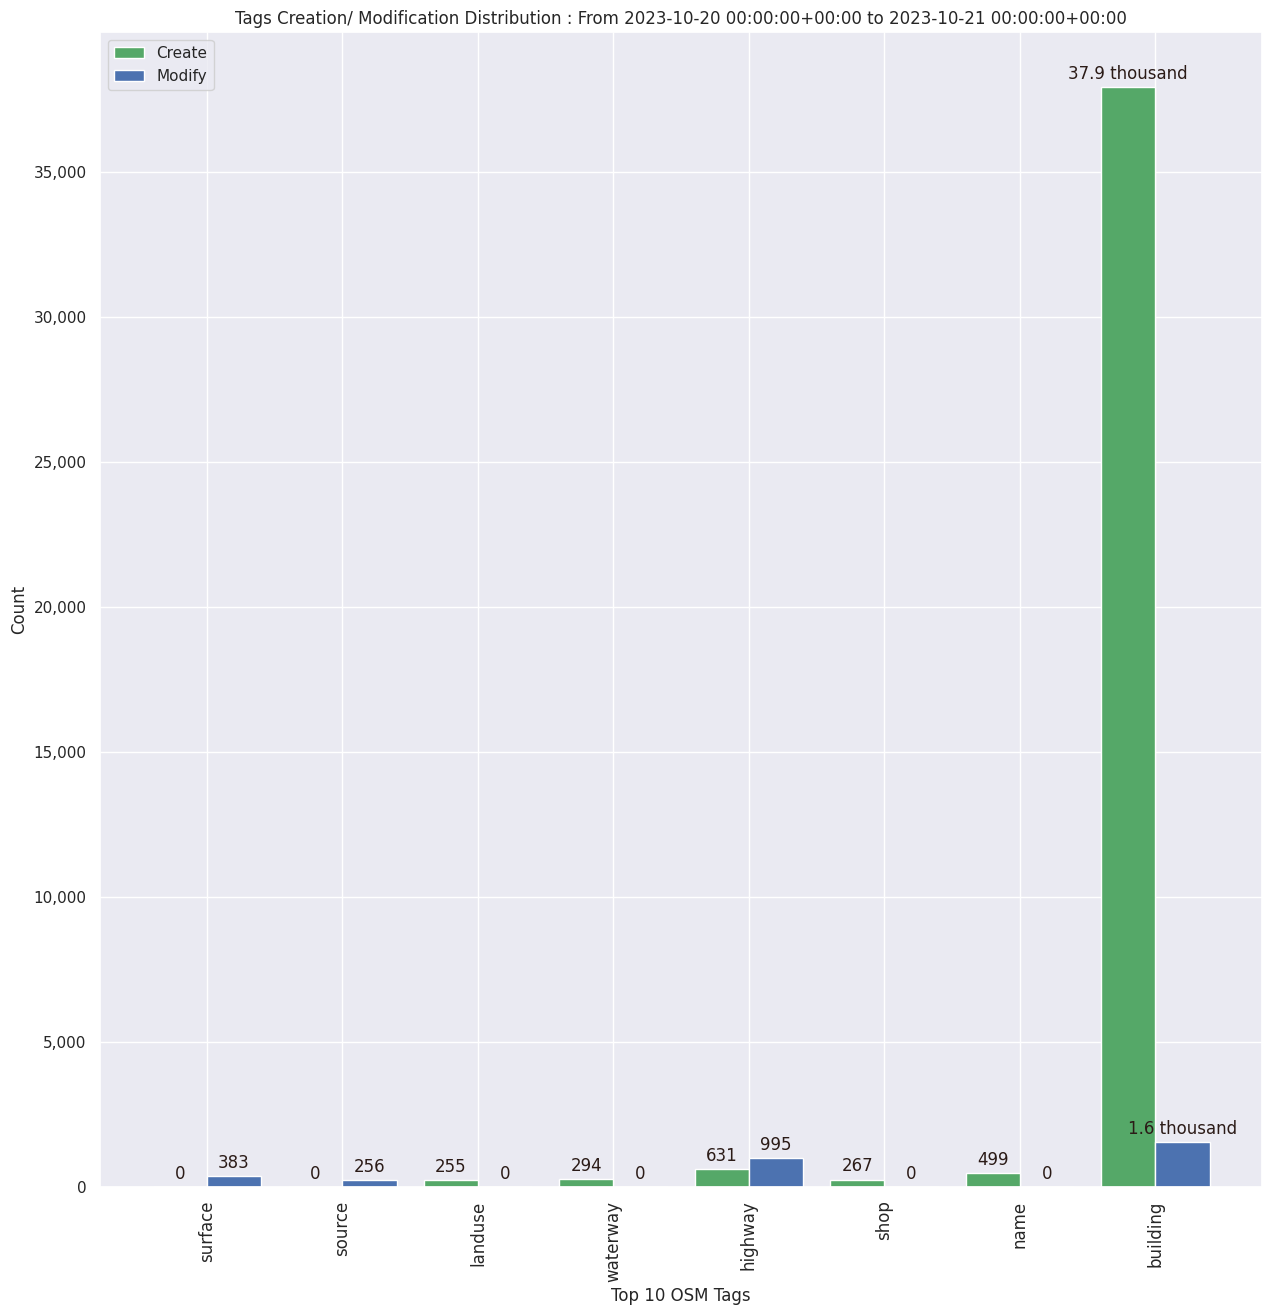 Tags Creation/ Modification Distribution : From 2023-10-20 00:00:00+00:00 to 2023-10-21 00:00:00+00:00
Create
Modify
37.9 thousand
35,000
30,000
25,000
20,000
15,000
10,000
5,000
0
Count
0
383
0
256
255
0
294
0
631
995
267
0
499
0
1.6 thousand
surface
source
landuse
waterway
highway
shop
name
building
Top 10 OSM Tags